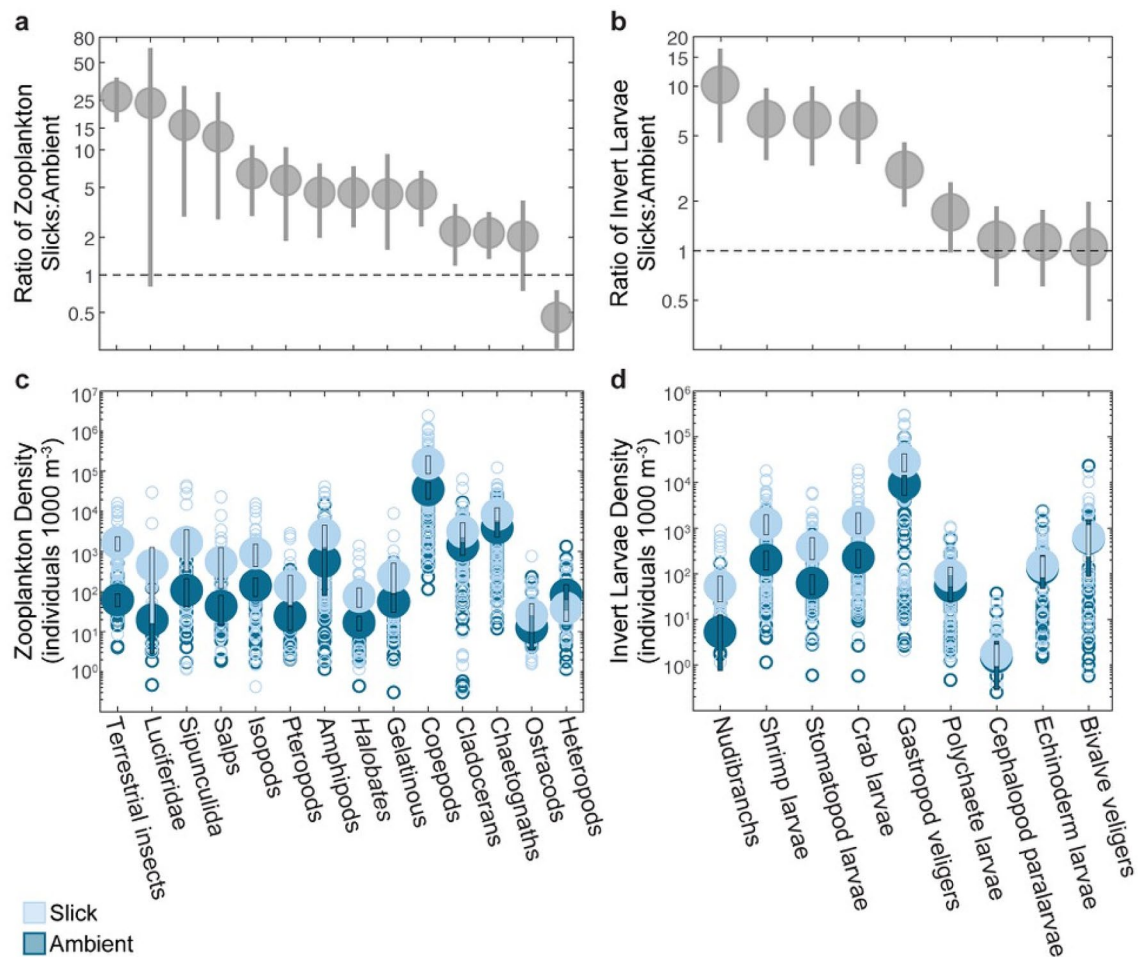 a
Ratio of Zooplankton
Slicks:Ambient
80
50
25
15
10
5
2
1
0.5
b
Ratio of Invert Larvae
Slicks:Ambient
20
15
10
5
2
1
0.5
c
Zooplankton Density
(individuals 1000 m⁻³)
10⁷
10⁶
10⁵
10⁴
10³
10²
10¹
10⁰
Terrestrial insects
Luciferidae
Sipunculida
Salps
Isopods
Pteropods
Amphipods
Halobates
Gelatinous
Copepods
Cladocerans
Chaetognaths
Ostracods
Heteropods
d
Invert Larvae Density
(individuals 1000 m⁻³)
10⁶
10⁵
10⁴
10³
10²
10¹
10⁰
Nudibranchs
Shrimp larvae
Stomatopod larvae
Crab larvae
Gastropod veligers
Polychaete larvae
Cephalopod paralarvae
Echinoderm larvae
Bivalve veligers
Slick
Ambient